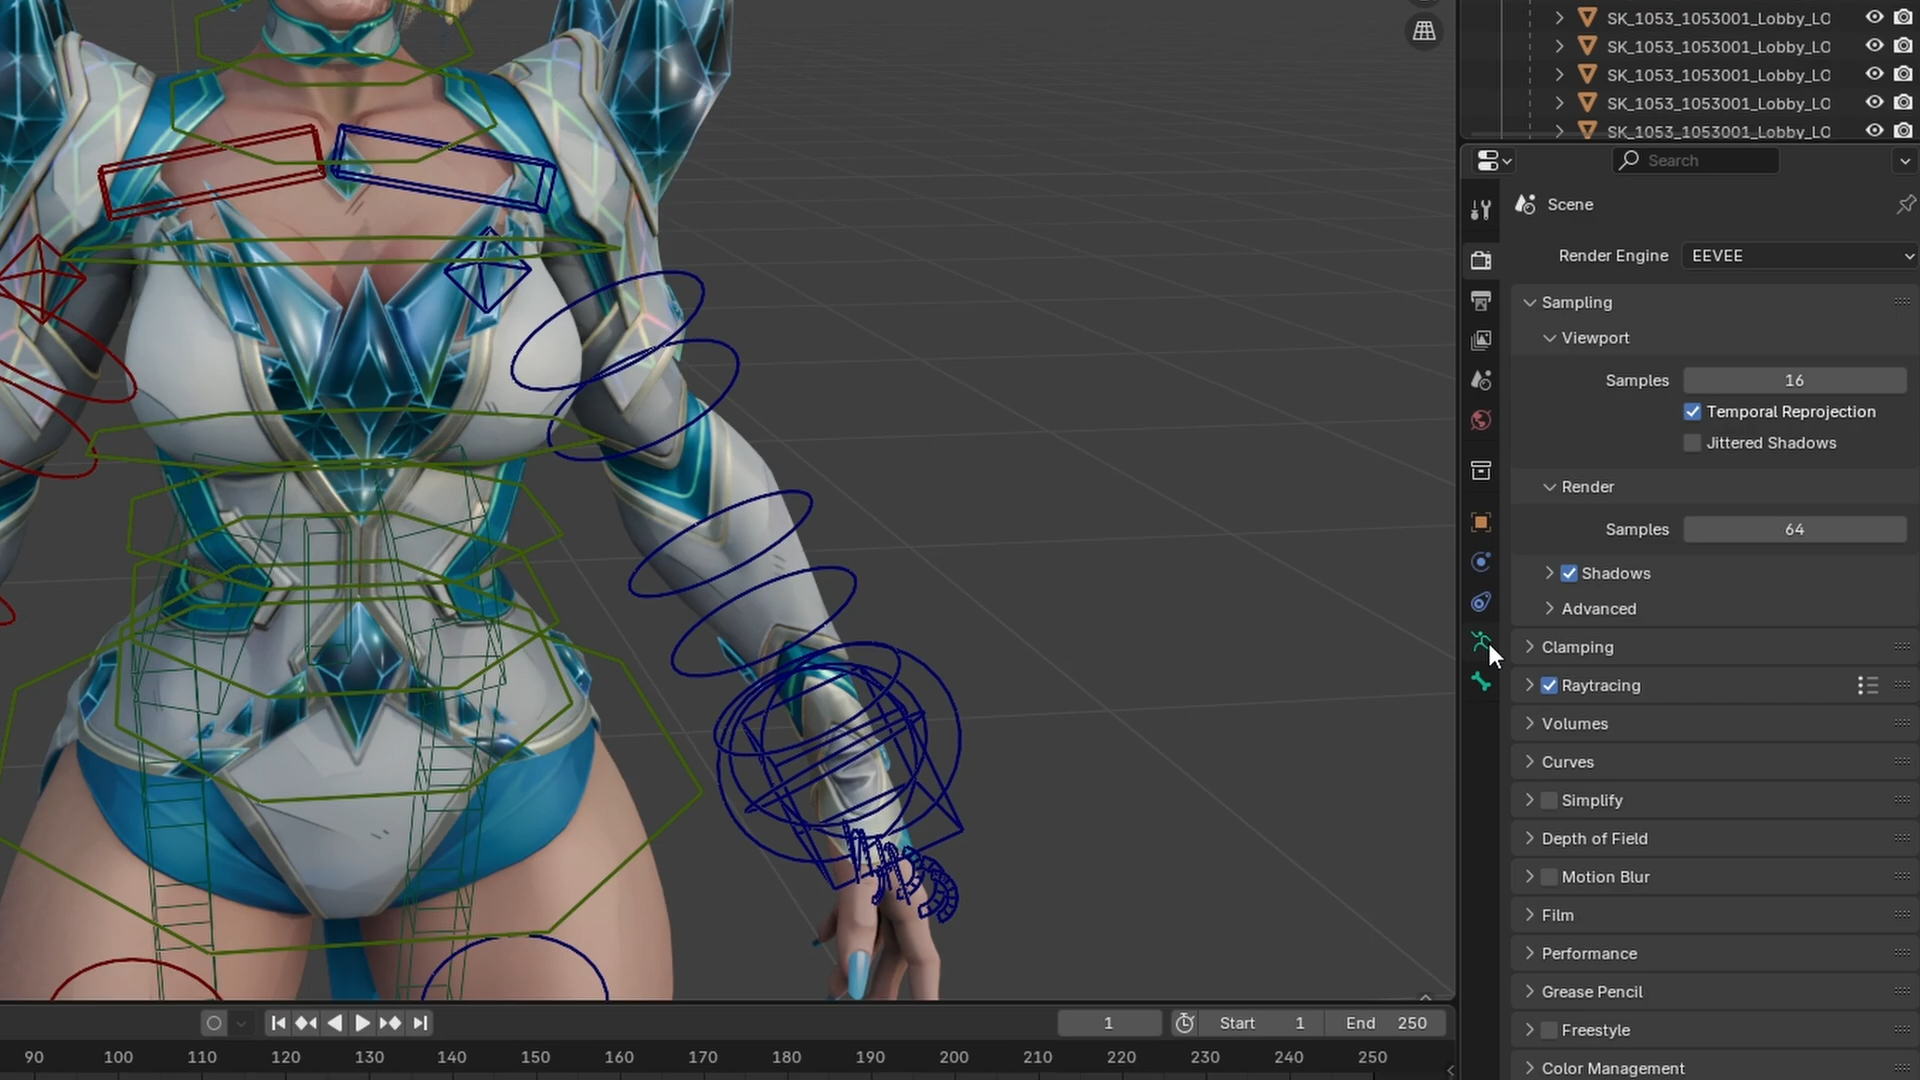 SK_1053_1053001_Lobby_LO
SK_1053_1053001_Lobby_LO
SK_1053_1053001_Lobby_LO
SK_1053_1053001_Lobby_LO
SK_1053_1053001_Lobby_LO
Search
Scene
Render Engine EEVEE
Sampling
Viewport
Samples 16
Temporal Reprojection
Jittered Shadows
Render
Samples 64
Shadows
Advanced
Clamping
Raytracing
Volumes
Curves
Simplify
Depth of Field
Motion Blur
Film
Performance
Grease Pencil
Freestyle
Color Management
1 Start 1 End 250
90 100 110 120 130 140 150 160 170 180 190 200 210 220 230 240 250